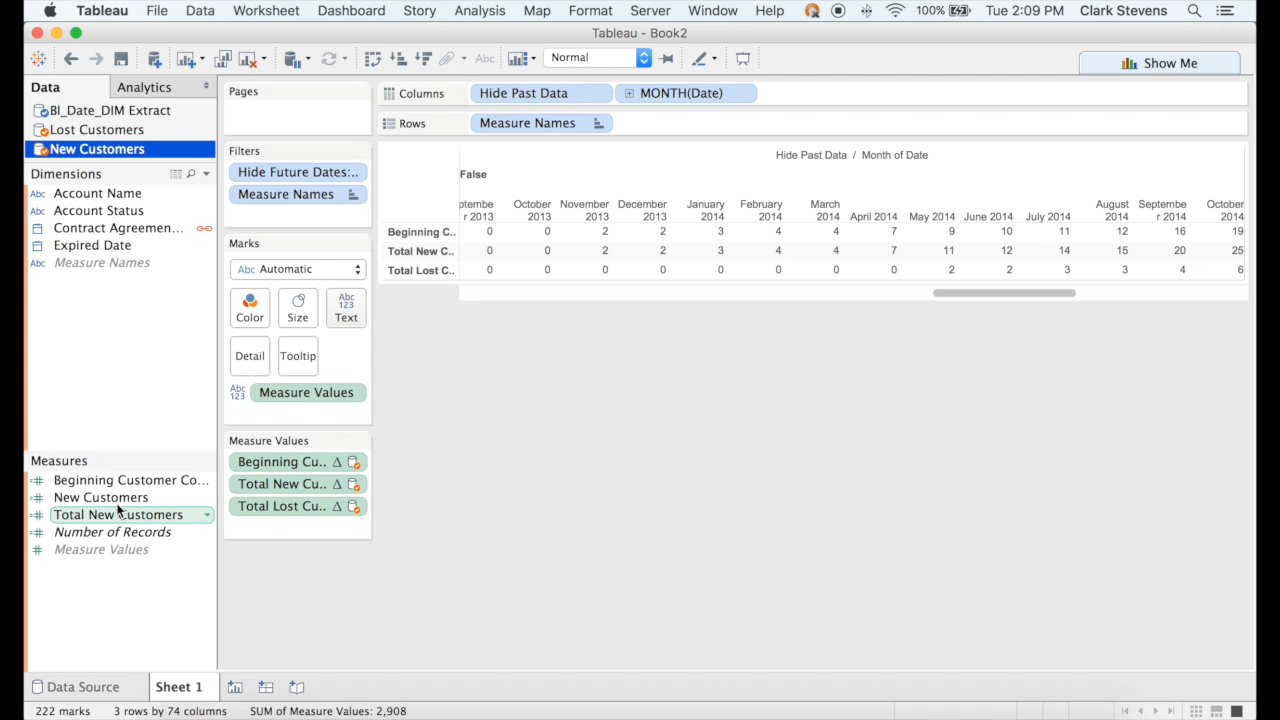 Tableau File Data Worksheet Dashboard Story Analysis Map Format Server Window Help 100% Tue 2:09 PM Clark Stevens
Tableau - Book2
Abc Normal Show Me
Data Analytics
BI_Date_DIM Extract
Lost Customers
New Customers
Dimensions
Abc Account Name
Abc Account Status
Contract Agreemen...
Expired Date
Abc Measure Names
Measures
Beginning Customer Co...
New Customers
Total New Customers
Number of Records
Measure Values
Pages
Filters
Hide Future Dates:..
Measure Names
Marks
Abc Automatic
Color Size Abc 123 Text
Detail Tooltip
Abc 123 Measure Values
Measure Values
Beginning Cu.. Δ
Total New Cu.. Δ
Total Lost Cu.. Δ
Columns Hide Past Data MONTH(Date)
Rows Measure Names
Hide Past Data / Month of Date
False
ptembe October November December January February March August Septembe October
r 2013 2013 2013 2013 2014 2014 2014 April 2014 May 2014 June 2014 July 2014 2014 r 2014 2014
Beginning C.. 0 0 2 2 3 4 4 7 9 10 11 12 16 19
Total New C.. 0 0 2 2 3 4 4 7 11 12 14 15 20 25
Total Lost C.. 0 0 0 0 0 0 0 0 2 2 3 3 4 6
Data Source Sheet 1
222 marks 3 rows by 74 columns SUM of Measure Values: 2,908